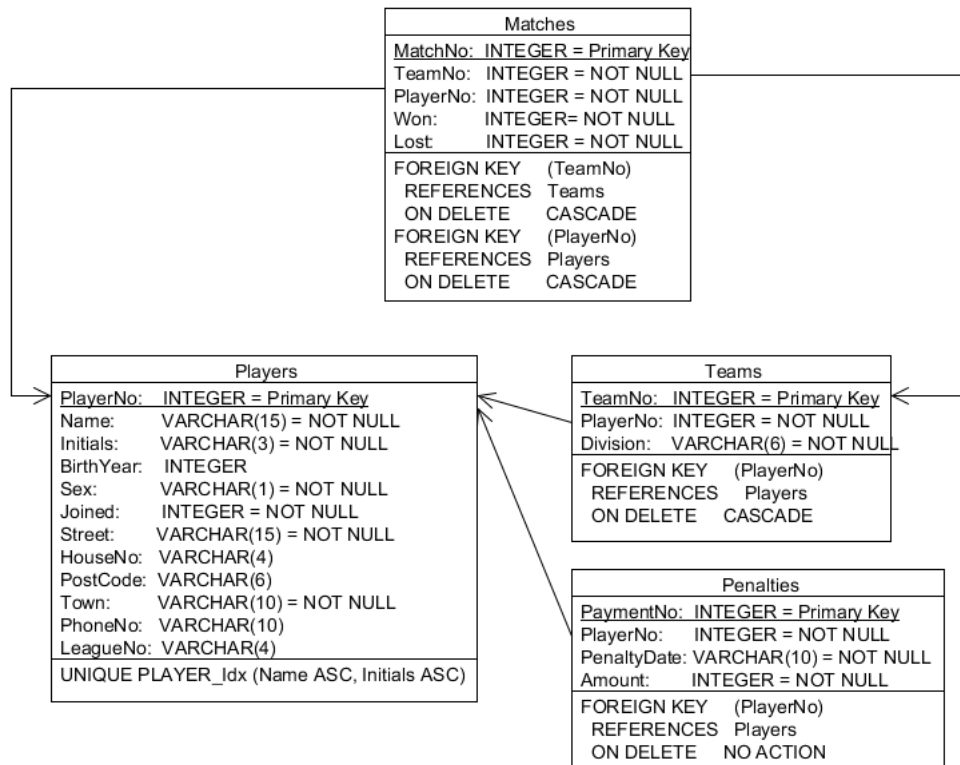 Matches
MatchNo: INTEGER = Primary Key
TeamNo: INTEGER = NOT NULL
PlayerNo: INTEGER = NOT NULL
Won: INTEGER= NOT NULL
Lost: INTEGER = NOT NULL
FOREIGN KEY (TeamNo)
REFERENCES Teams
ON DELETE CASCADE
FOREIGN KEY (PlayerNo)
REFERENCES Players
ON DELETE CASCADE
Players
PlayerNo: INTEGER = Primary Key
Name: VARCHAR(15) = NOT NULL
Initials: VARCHAR(3) = NOT NULL
BirthYear: INTEGER
Sex: VARCHAR(1) = NOT NULL
Joined: INTEGER = NOT NULL
Street: VARCHAR(15) = NOT NULL
HouseNo: VARCHAR(4)
PostCode: VARCHAR(6)
Town: VARCHAR(10) = NOT NULL
PhoneNo: VARCHAR(10)
LeagueNo: VARCHAR(4)
UNIQUE PLAYER_Idx (Name ASC, Initials ASC)
Teams
TeamNo: INTEGER = Primary Key
PlayerNo: INTEGER = NOT NULL
Division: VARCHAR(6) = NOT NULL
FOREIGN KEY (PlayerNo)
REFERENCES Players
ON DELETE CASCADE
Penalties
PaymentNo: INTEGER = Primary Key
PlayerNo: INTEGER = NOT NULL
PenaltyDate: VARCHAR(10) = NOT NULL
Amount: INTEGER = NOT NULL
FOREIGN KEY (PlayerNo)
REFERENCES Players
ON DELETE NO ACTION